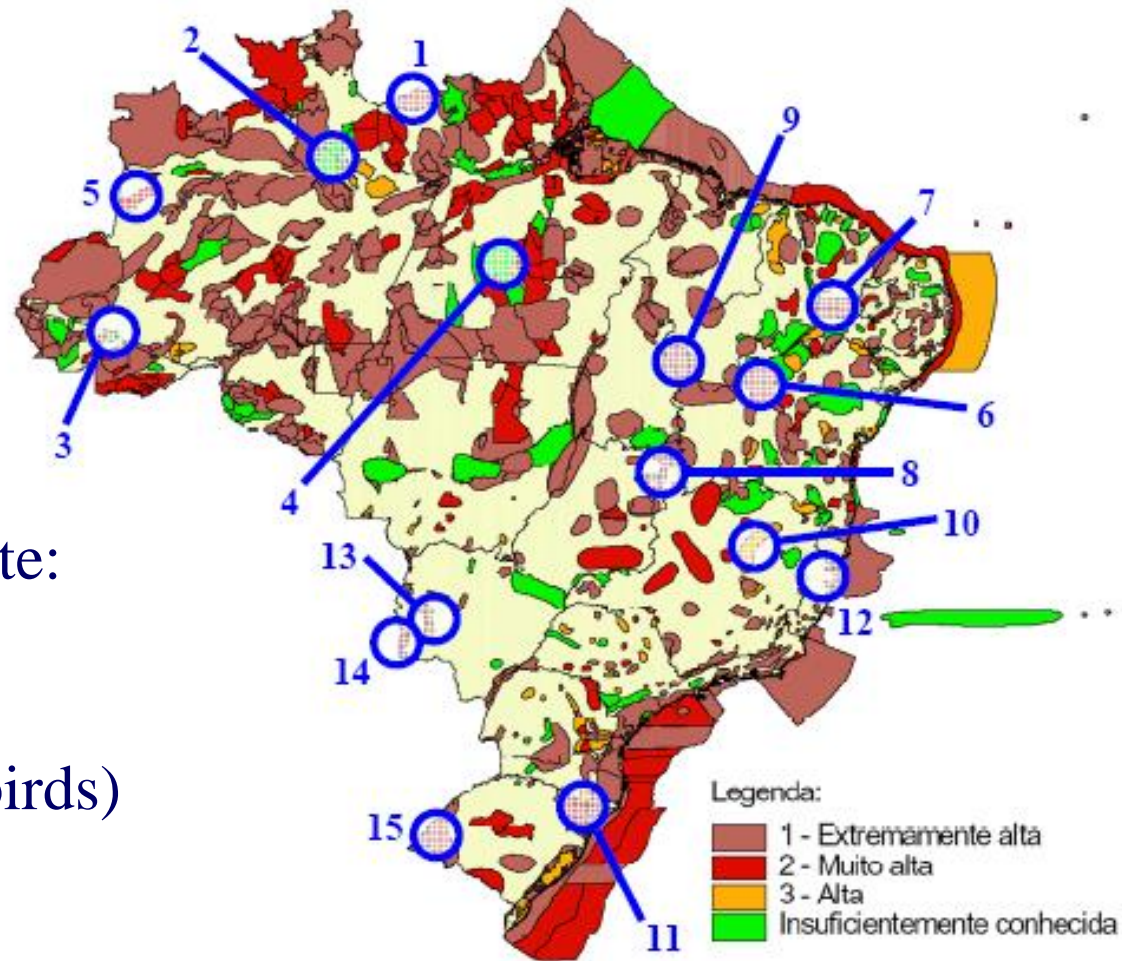 1
2
9
5
7
3
4
6
8
10
te:
13
12
14
birds)
Legenda:
1 - Extremamente alta
15
2 - Muito alta
3 - Alta
11
Insuficientemente conhecida